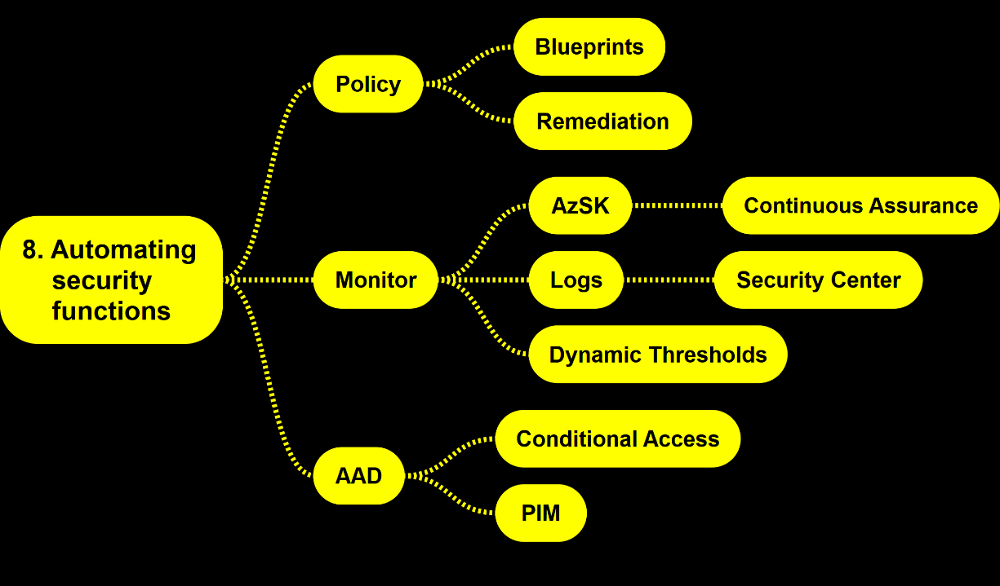 8. Automating
security
functions
Policy
Blueprints
Remediation
Monitor
AzSK
Continuous Assurance
Logs
Security Center
Dynamic Thresholds
AAD
Conditional Access
PIM